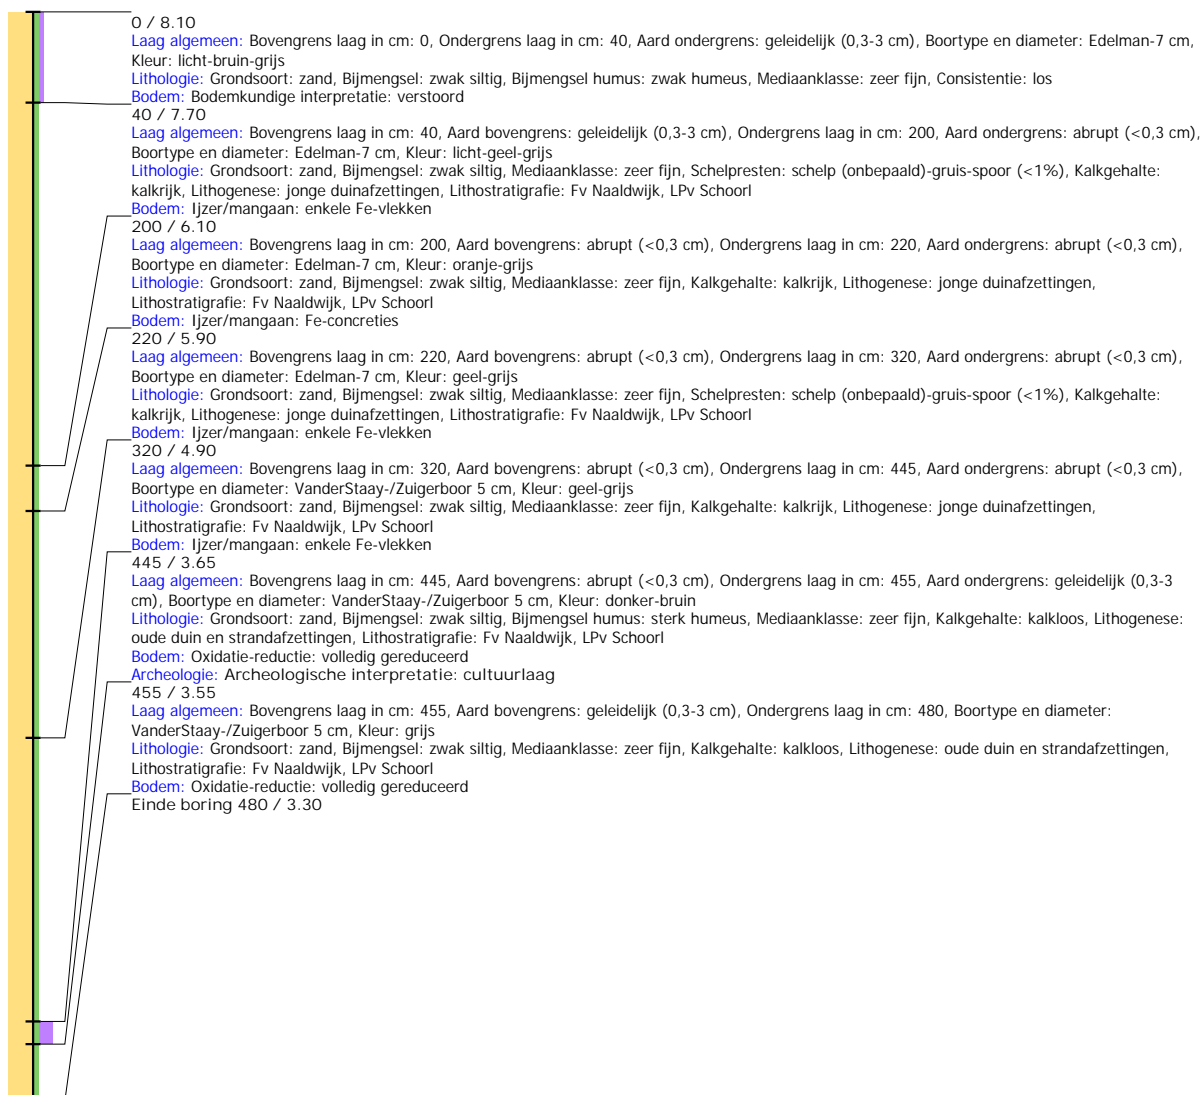 0 / 8.10
Laag algemeen: Bovengrens laag in cm: 0, Ondergrens laag in cm: 40, Aard ondergrens: geleidelijk (0,3-3 cm), Boortype en diameter: Edelman-7 cm,
Kleur: licht-bruin-grijs
Lithologie: Grondsoort: zand, Bijmengsel: zwak siltig, Bijmengsel humus: zwak humeus, Mediaanklasse: zeer fijn, Consistentie: los
Bodem: Bodemkundige interpretatie: verstoord
40 / 7.70
Laag algemeen: Bovengrens laag in cm: 40, Aard bovengrens: geleidelijk (0,3-3 cm), Ondergrens laag in cm: 200, Aard ondergrens: abrupt (<0,3 cm),
Boortype en diameter: Edelman-7 cm, Kleur: licht-geel-grijs
Lithologie: Grondsoort: zand, Bijmengsel: zwak siltig, Mediaanklasse: zeer fijn, Schelpresten: schelp (onbepaald)-gruis-spoor (<1%), Kalkgehalte:
kalkrijk, Lithogenese: jonge duinafzettingen, Lithostratigrafie: Fv Naaldwijk, LPv Schoorl
Bodem: Ijzer/mangaan: enkele Fe-vlekken
200 / 6.10
Laag algemeen: Bovengrens laag in cm: 200, Aard bovengrens: abrupt (<0,3 cm), Ondergrens laag in cm: 220, Aard ondergrens: abrupt (<0,3 cm),
Boortype en diameter: Edelman-7 cm, Kleur: oranje-grijs
Lithologie: Grondsoort: zand, Bijmengsel: zwak siltig, Mediaanklasse: zeer fijn, Kalkgehalte: kalkrijk, Lithogenese: jonge duinafzettingen,
Lithostratigrafie: Fv Naaldwijk, LPv Schoorl
Bodem: Ijzer/mangaan: Fe-concreties
220 / 5.90
Laag algemeen: Bovengrens laag in cm: 220, Aard bovengrens: abrupt (<0,3 cm), Ondergrens laag in cm: 320, Aard ondergrens: abrupt (<0,3 cm),
Boortype en diameter: Edelman-7 cm, Kleur: geel-grijs
Lithologie: Grondsoort: zand, Bijmengsel: zwak siltig, Mediaanklasse: zeer fijn, Schelpresten: schelp (onbepaald)-gruis-spoor (<1%), Kalkgehalte:
kalkrijk, Lithogenese: jonge duinafzettingen, Lithostratigrafie: Fv Naaldwijk, LPv Schoorl
Bodem: Ijzer/mangaan: enkele Fe-vlekken
320 / 4.90
Laag algemeen: Bovengrens laag in cm: 320, Aard bovengrens: abrupt (<0,3 cm), Ondergrens laag in cm: 445, Aard ondergrens: abrupt (<0,3 cm),
Boortype en diameter: VanderStaay-/Zuigerboor 5 cm, Kleur: geel-grijs
Lithologie: Grondsoort: zand, Bijmengsel: zwak siltig, Mediaanklasse: zeer fijn, Kalkgehalte: kalkrijk, Lithogenese: jonge duinafzettingen,
Lithostratigrafie: Fv Naaldwijk, LPv Schoorl
Bodem: Ijzer/mangaan: enkele Fe-vlekken
445 / 3.65
Laag algemeen: Bovengrens laag in cm: 445, Aard bovengrens: abrupt (<0,3 cm), Ondergrens laag in cm: 455, Aard ondergrens: geleidelijk (0,3-3
cm), Boortype en diameter: VanderStaay-/Zuigerboor 5 cm, Kleur: donker-bruin
Lithologie: Grondsoort: zand, Bijmengsel: zwak siltig, Bijmengsel humus: sterk humeus, Mediaanklasse: zeer fijn, Kalkgehalte: kalkloos, Lithogenese:
oude duin en strandafzettingen, Lithostratigrafie: Fv Naaldwijk, LPv Schoorl
Bodem: Oxidatie-reductie: volledig gereduceerd
Archeologie: Archeologische interpretatie: cultuurlaag
455 / 3.55
Laag algemeen: Bovengrens laag in cm: 455, Aard bovengrens: geleidelijk (0,3-3 cm), Ondergrens laag in cm: 480, Boortype en diameter:
VanderStaay-/Zuigerboor 5 cm, Kleur: grijs
Lithologie: Grondsoort: zand, Bijmengsel: zwak siltig, Mediaanklasse: zeer fijn, Kalkgehalte: kalkloos, Lithogenese: oude duin en strandafzettingen,
Lithostratigrafie: Fv Naaldwijk, LPv Schoorl
Bodem: Oxidatie-reductie: volledig gereduceerd
Einde boring 480 / 3.30